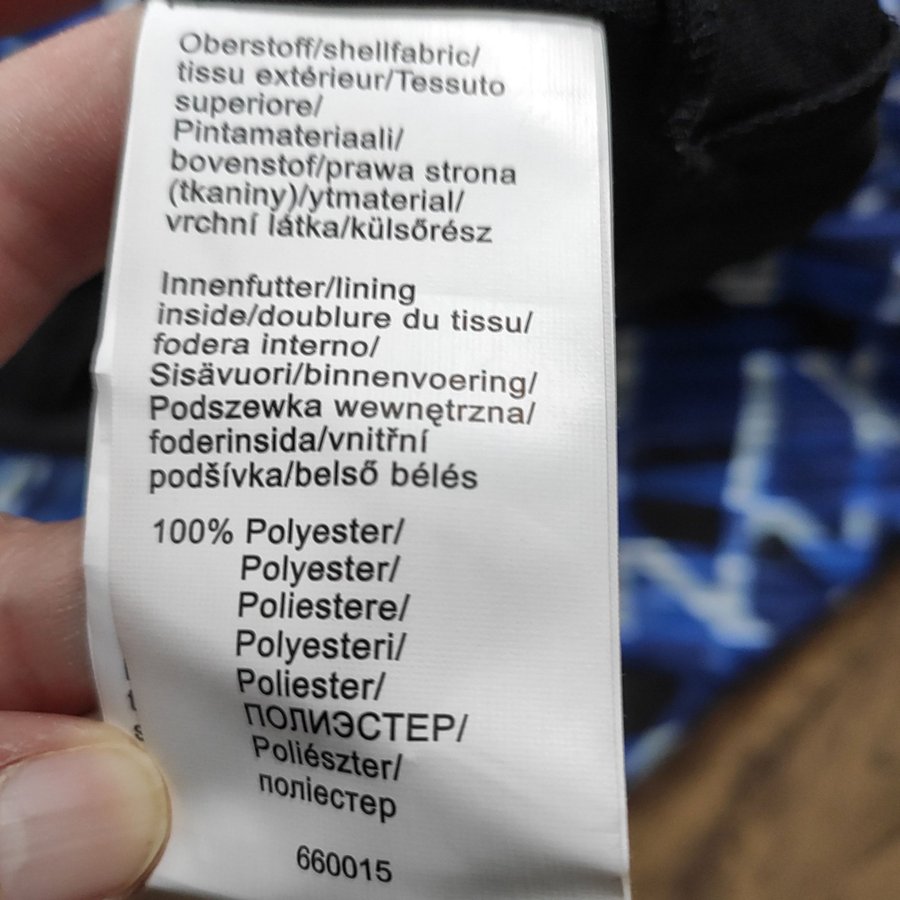 Oberstoff/shellfabric/
tissu extérieur/Tessuto
superiore/
Pintamateriaali/
bovenstof/prawa strona
(tkaniny)/ytmaterial/
vrchní látka/külsőrész
Innenfutter/lining
inside/doublure du tissu/
fodera interno/
Sisävuori/binnenvoering/
Podszewka wewnętrzna/
foderinsida/vnitřní
podšívka/belső bélés
100% Polyester/
Polyester/
Poliestere/
Polyesteri/
Poliester/
ПОЛИЭСТЕР/
Poliészter/
поліестер
660015